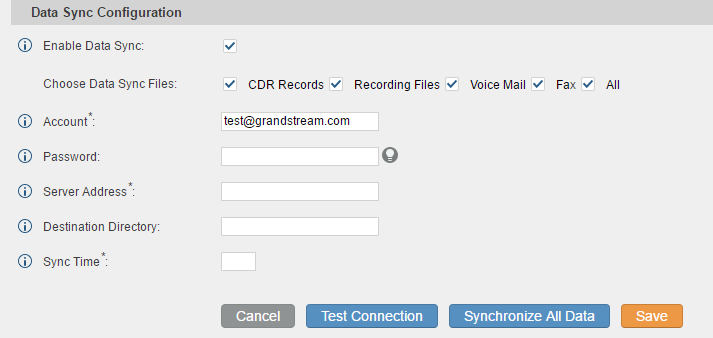 Data Sync Configuration
Enable Data Sync:
Choose Data Sync Files: CDR Records Recording Files Voice Mail Fax All
Account*: test@grandstream.com
Password:
Server Address*:
Destination Directory:
Sync Time*:
Cancel Test Connection Synchronize All Data Save